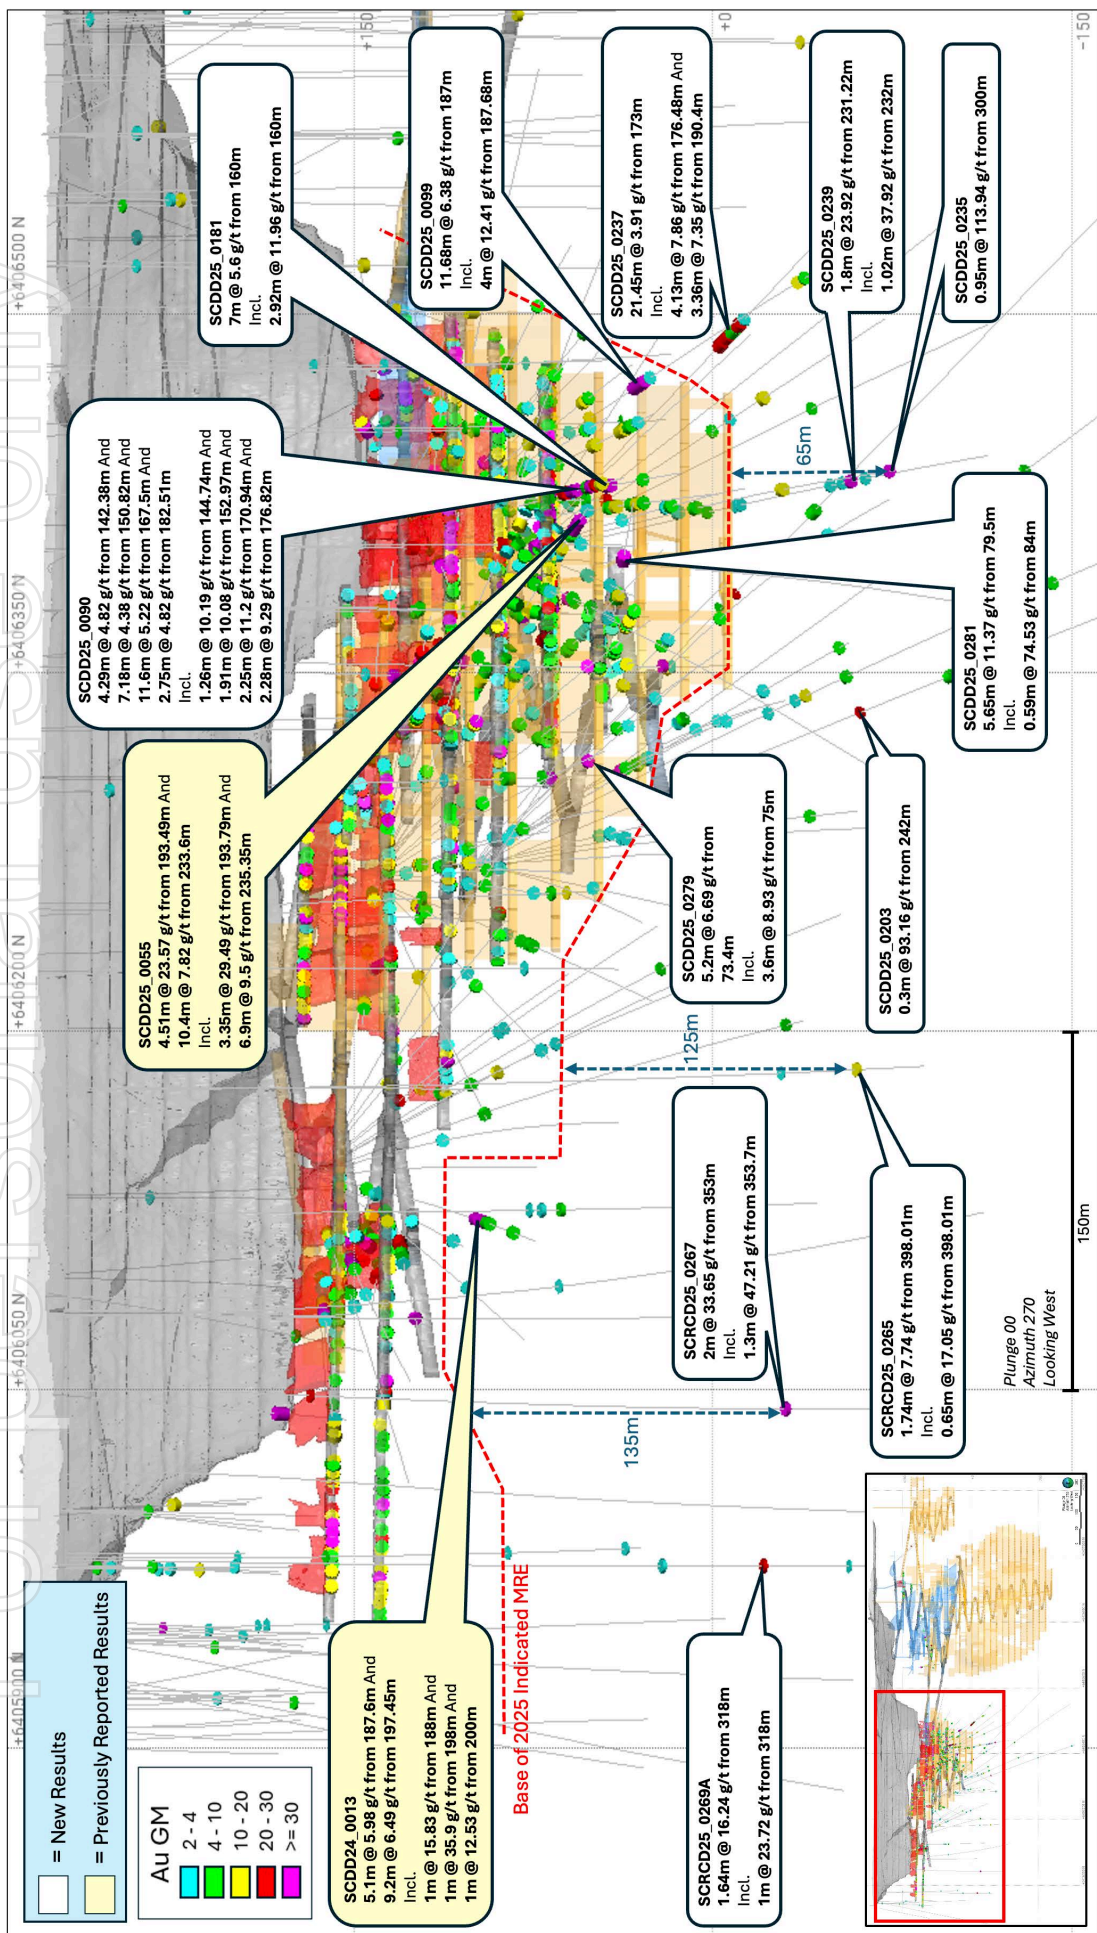 = New Results
= Previously Reported Results
Au GM
2 - 4
4 - 10
10 - 20
20 - 30
>= 30
+6405900 N
+6406050 N
+6406200 N
+6406350 N
+6406500 N
+150
+0
-150
SCDD24_0013
5.1m @ 5.98 g/t from 187.6m And
9.2m @ 6.49 g/t from 197.45m
Incl.
1m @ 15.83 g/t from 188m And
1m @ 35.9 g/t from 198m And
1m @ 12.53 g/t from 200m
SCDD25_0055
4.51m @ 23.57 g/t from 193.49m And
10.4m @ 7.82 g/t from 233.6m
Incl.
3.35m @ 29.49 g/t from 193.79m And
6.9m @ 9.5 g/t from 235.35m
SCDD25_0090
4.29m @ 4.82 g/t from 142.38m And
7.18m @ 4.38 g/t from 150.82m And
11.6m @ 5.22 g/t from 167.5m And
2.75m @ 4.82 g/t from 182.51m
Incl.
1.26m @ 10.19 g/t from 144.74m And
1.91m @ 10.08 g/t from 152.97m And
2.25m @ 11.2 g/t from 170.94m And
2.28m @ 9.29 g/t from 176.82m
SCDD25_0181
7m @ 5.6 g/t from 160m
Incl.
2.92m @ 11.96 g/t from 160m
SCDD25_0099
11.68m @ 6.38 g/t from 187m
Incl.
4m @ 12.41 g/t from 187.68m
SCDD25_0237
21.45m @ 3.91 g/t from 173m
Incl.
4.13m @ 7.86 g/t from 176.48m And
3.36m @ 7.35 g/t from 190.4m
SCDD25_0239
1.8m @ 23.92 g/t from 231.22m
Incl.
1.02m @ 37.92 g/t from 232m
SCDD25_0235
0.95m @ 113.94 g/t from 300m
65m
SCDD25_0281
5.65m @ 11.37 g/t from 79.5m
Incl.
0.59m @ 74.53 g/t from 84m
SCDD25_0279
5.2m @ 6.69 g/t from
73.4m
Incl.
3.6m @ 8.93 g/t from 75m
SCDD25_0203
0.3m @ 93.16 g/t from 242m
125m
SCRCD25_0267
2m @ 33.65 g/t from 353m
Incl.
1.3m @ 47.21 g/t from 353.7m
SCRCD25_0265
1.74m @ 7.74 g/t from 398.01m
Incl.
0.65m @ 17.05 g/t from 398.01m
135m
Base of 2025 Indicated MRE
SCRCD25_0269A
1.64m @ 16.24 g/t from 318m
Incl.
1m @ 23.72 g/t from 318m
Plunge 00
Azimuth 270
Looking West
150m